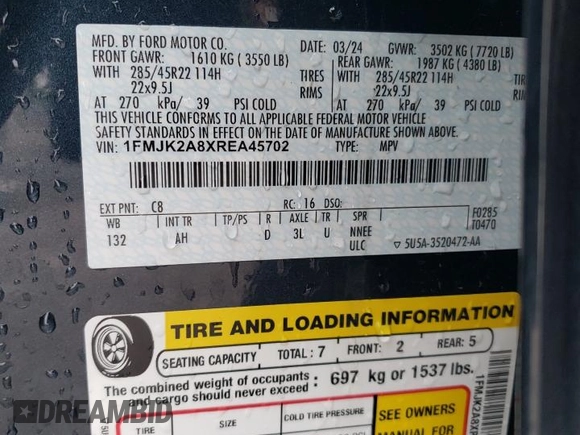 MFD. BY FORD MOTOR CO. DATE: 03/24 GVWR: 3502 KG ( 7720 LB)
FRONT GAWR: 1610 KG ( 3550 LB) REAR GAWR: 1987 KG ( 4380 LB)
WITH 285/45R22 114H TIRES WITH 285/45R22 114H TIRES
22x9.5J RIMS 22x9.5J RIMS
AT 270 kPa/ 39 PSI COLD AT 270 kPa/ 39 PSI COLD
THIS VEHICLE CONFORMS TO ALL APPLICABLE FEDERAL MOTOR VEHICLE
SAFETY STANDARDS IN EFFECT ON THE DATE OF MANUFACTURE SHOWN ABOVE.
VIN: 1FMJK2A8XREA45702 TYPE: MPV
EXT PNT: C8 RC: 16 DSO: F0285
WB INT TR TP/PS R AXLE TR SPR T0470
132 AH D 3L U NNEE
ULC ▽ 5U5A-3520472-AA
TIRE AND LOADING INFORMATION
SEATING CAPACITY TOTAL : 7 FRONT: 2 REAR: 5
The combined weight of occupants
and cargo should never exceed : 697 kg or 1537 lbs.
TIRE SIZE COLD TIRE PRESSURE SEE OWNERS
MANUAL FOR
1FMJK2A8X
DREAMBID